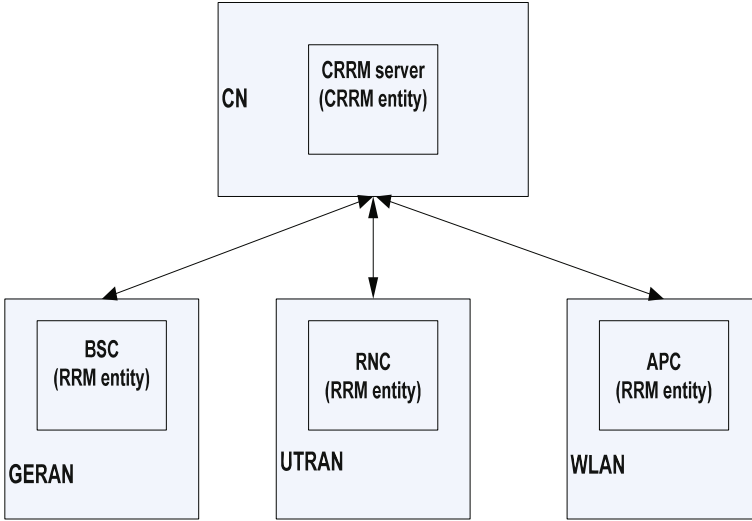 CRRM server
(CRRM entity)
CN
BSC
(RRM entity)
GERAN
RNC
(RRM entity)
UTRAN
APC
(RRM entity)
WLAN